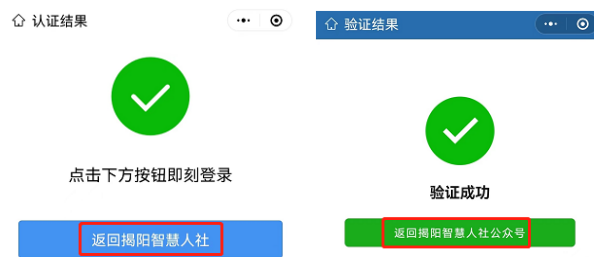 认证结果
点击下方按钮即刻登录
返回揭阳智慧人社
验证结果
验证成功
返回揭阳智慧人社公众号